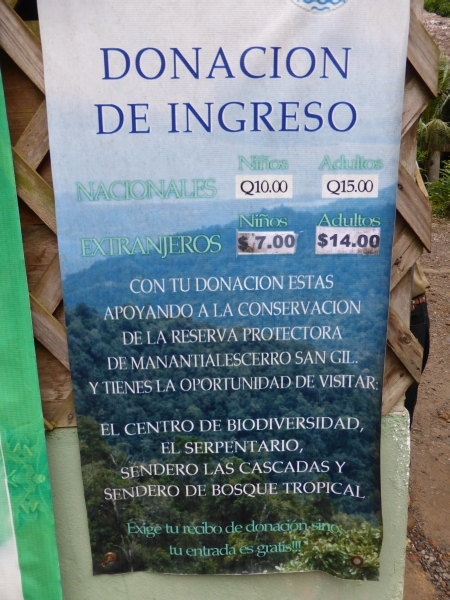 DONACION
DE INGRESO
Niños Adultos
NACIONALES Q10.00 Q15.00
Niños Adultos
EXTRANJEROS $ 7.00 $14.00
CON TU DONACION ESTAS
APOYANDO A LA CONSERVACION
DE LA RESERVA PROTECTORA
DE MANANTIALESCERRO SAN GIL.
Y TIENES LA OPORTUNIDAD DE VISITAR:
EL CENTRO DE BIODIVERSIDAD,
EL SERPENTARIO,
SENDERO LAS CASCADAS Y
SENDERO DE BOSQUE TROPICAL
Exige tu recibo de donación sino,
tu entrada es gratis!!!